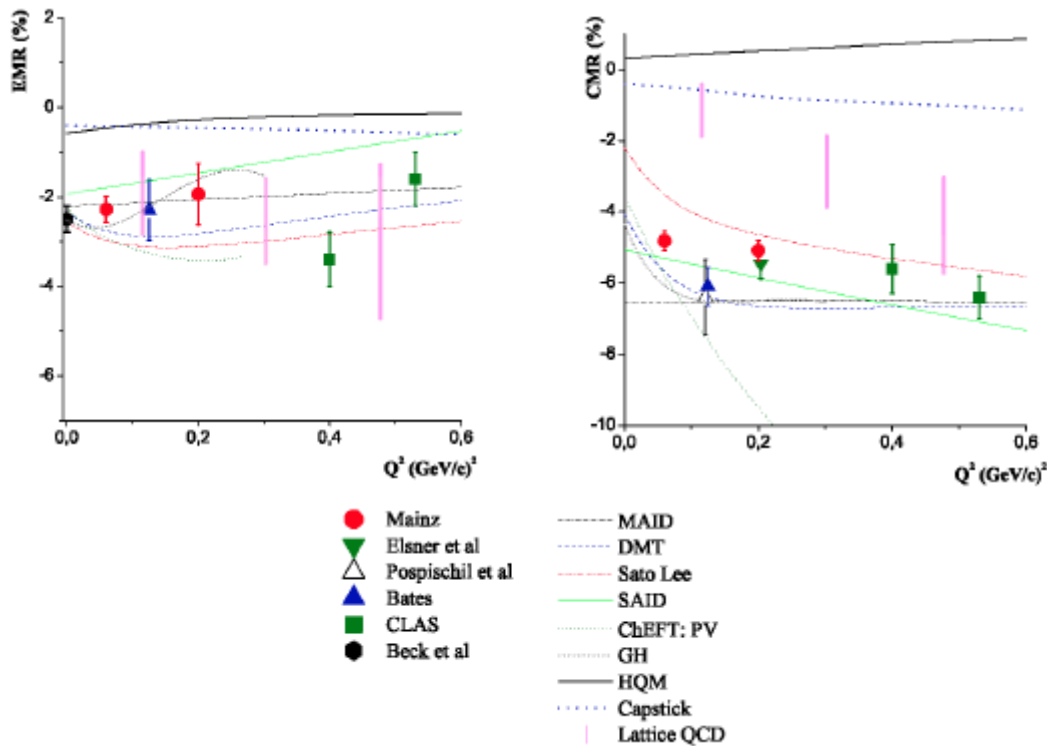 EMR (%)
2
0
-2
-4
-6
0,0 0,2 0,4 0,6
Q² (GeV/c)²
CMR (%)
0
-2
-4
-6
-8
-10
0,0 0,2 0,4 0,6
Q² (GeV/c)²
Mainz
Elsner et al
Pospischil et al
Bates
CLAS
Beck et al
MAID
DMT
Sato Lee
SAID
ChEFT: PV
GH
HQM
Capstick
Lattice QCD